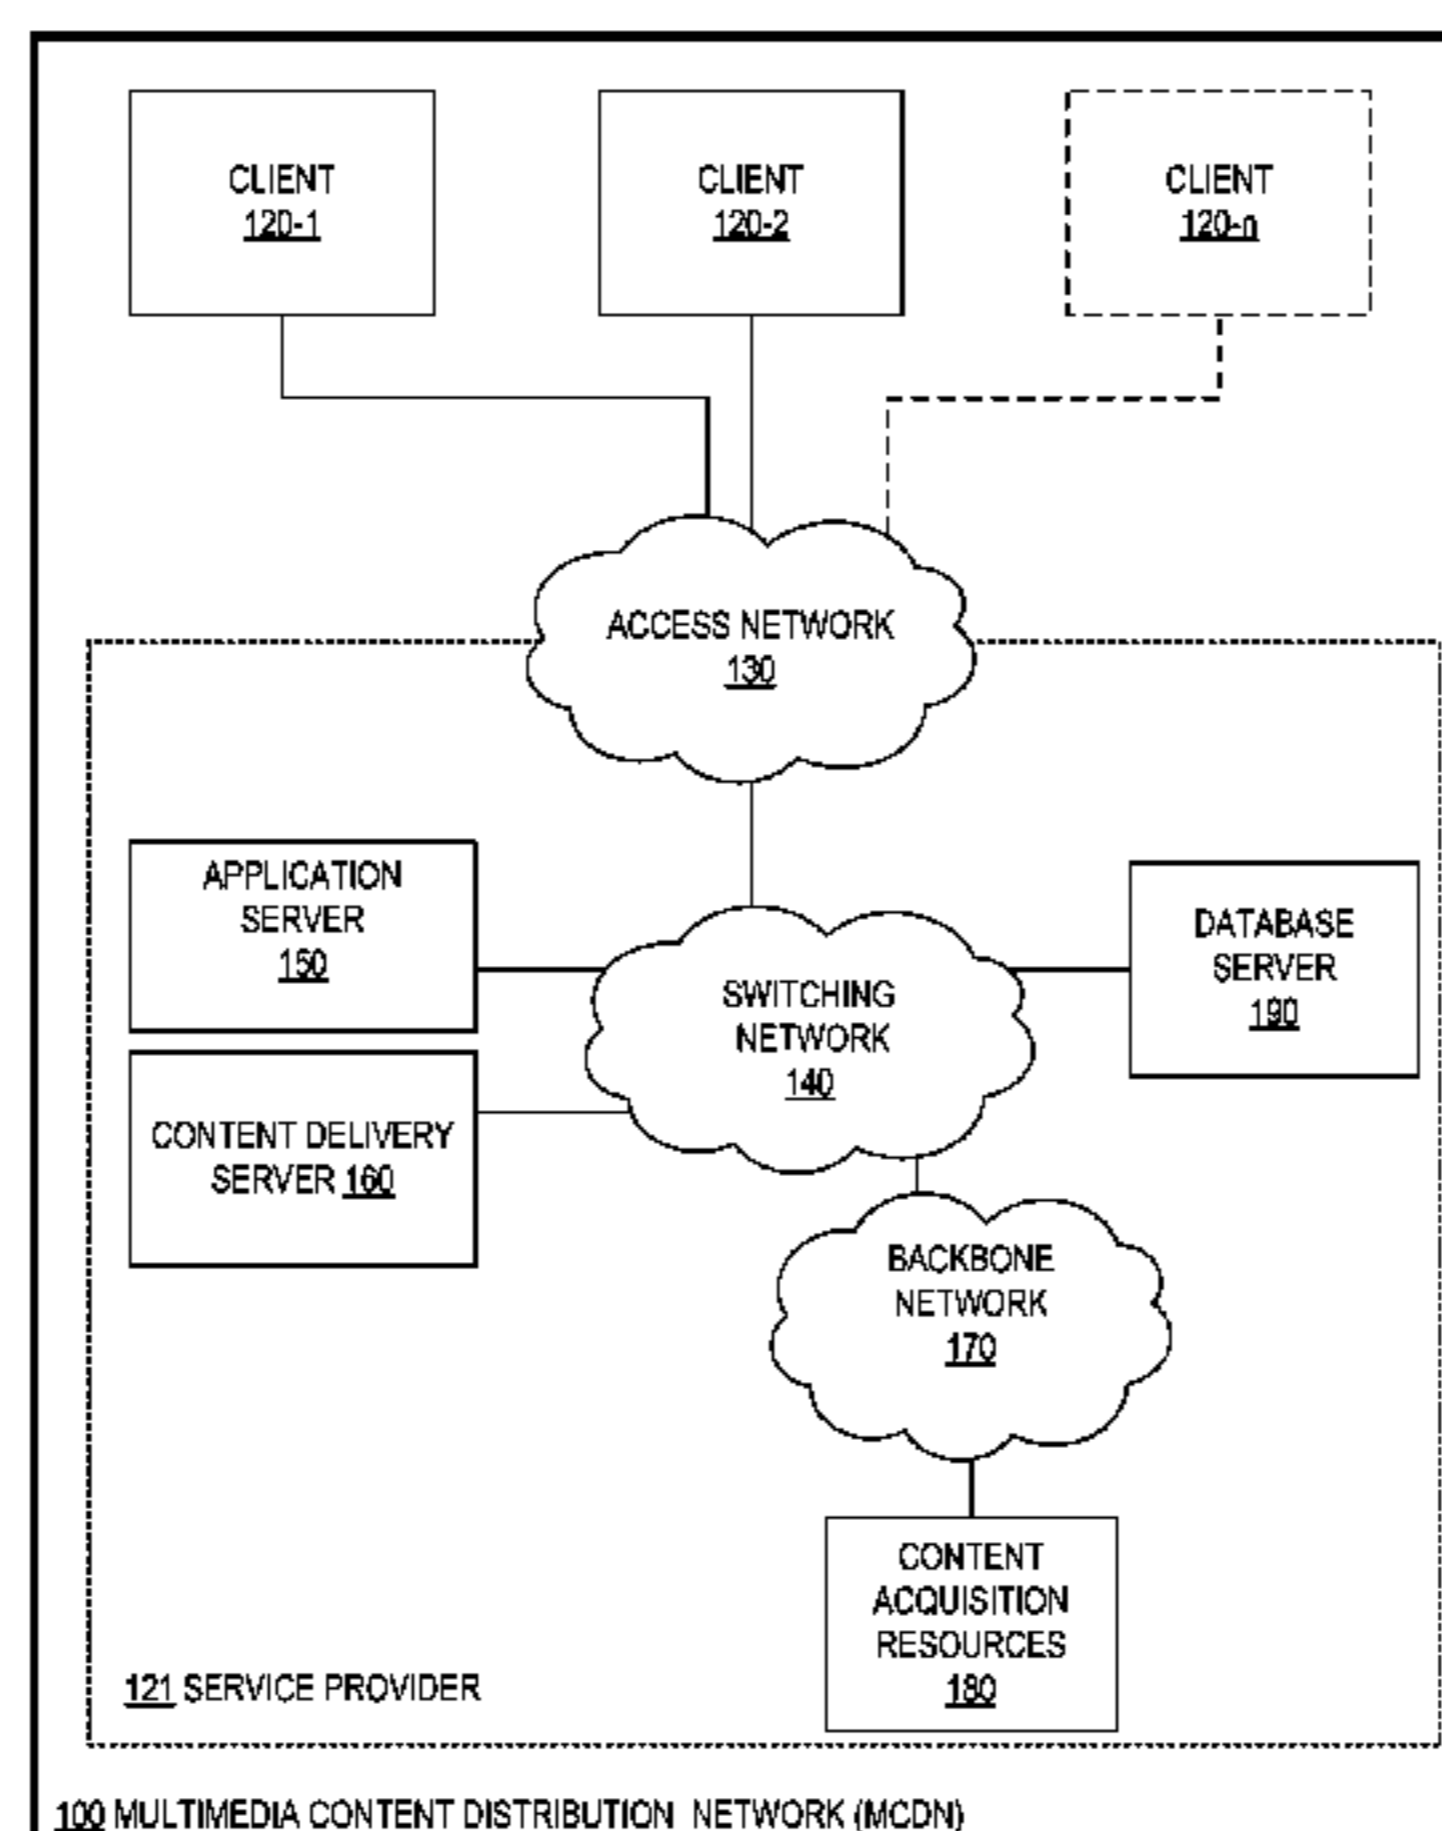 CLIENT
120-1
CLIENT
120-2
CLIENT
120-n
ACCESS NETWORK
130
APPLICATION
SERVER
150
DATABASE
SERVER
190
SWITCHING
NETWORK
140
CONTENT DELIVERY
SERVER 160
BACKBONE
NETWORK
170
CONTENT
ACQUISITION
RESOURCES
180
121 SERVICE PROVIDER
100 MULTIMEDIA CONTENT DISTRIBUTION NETWORK (MCDN)